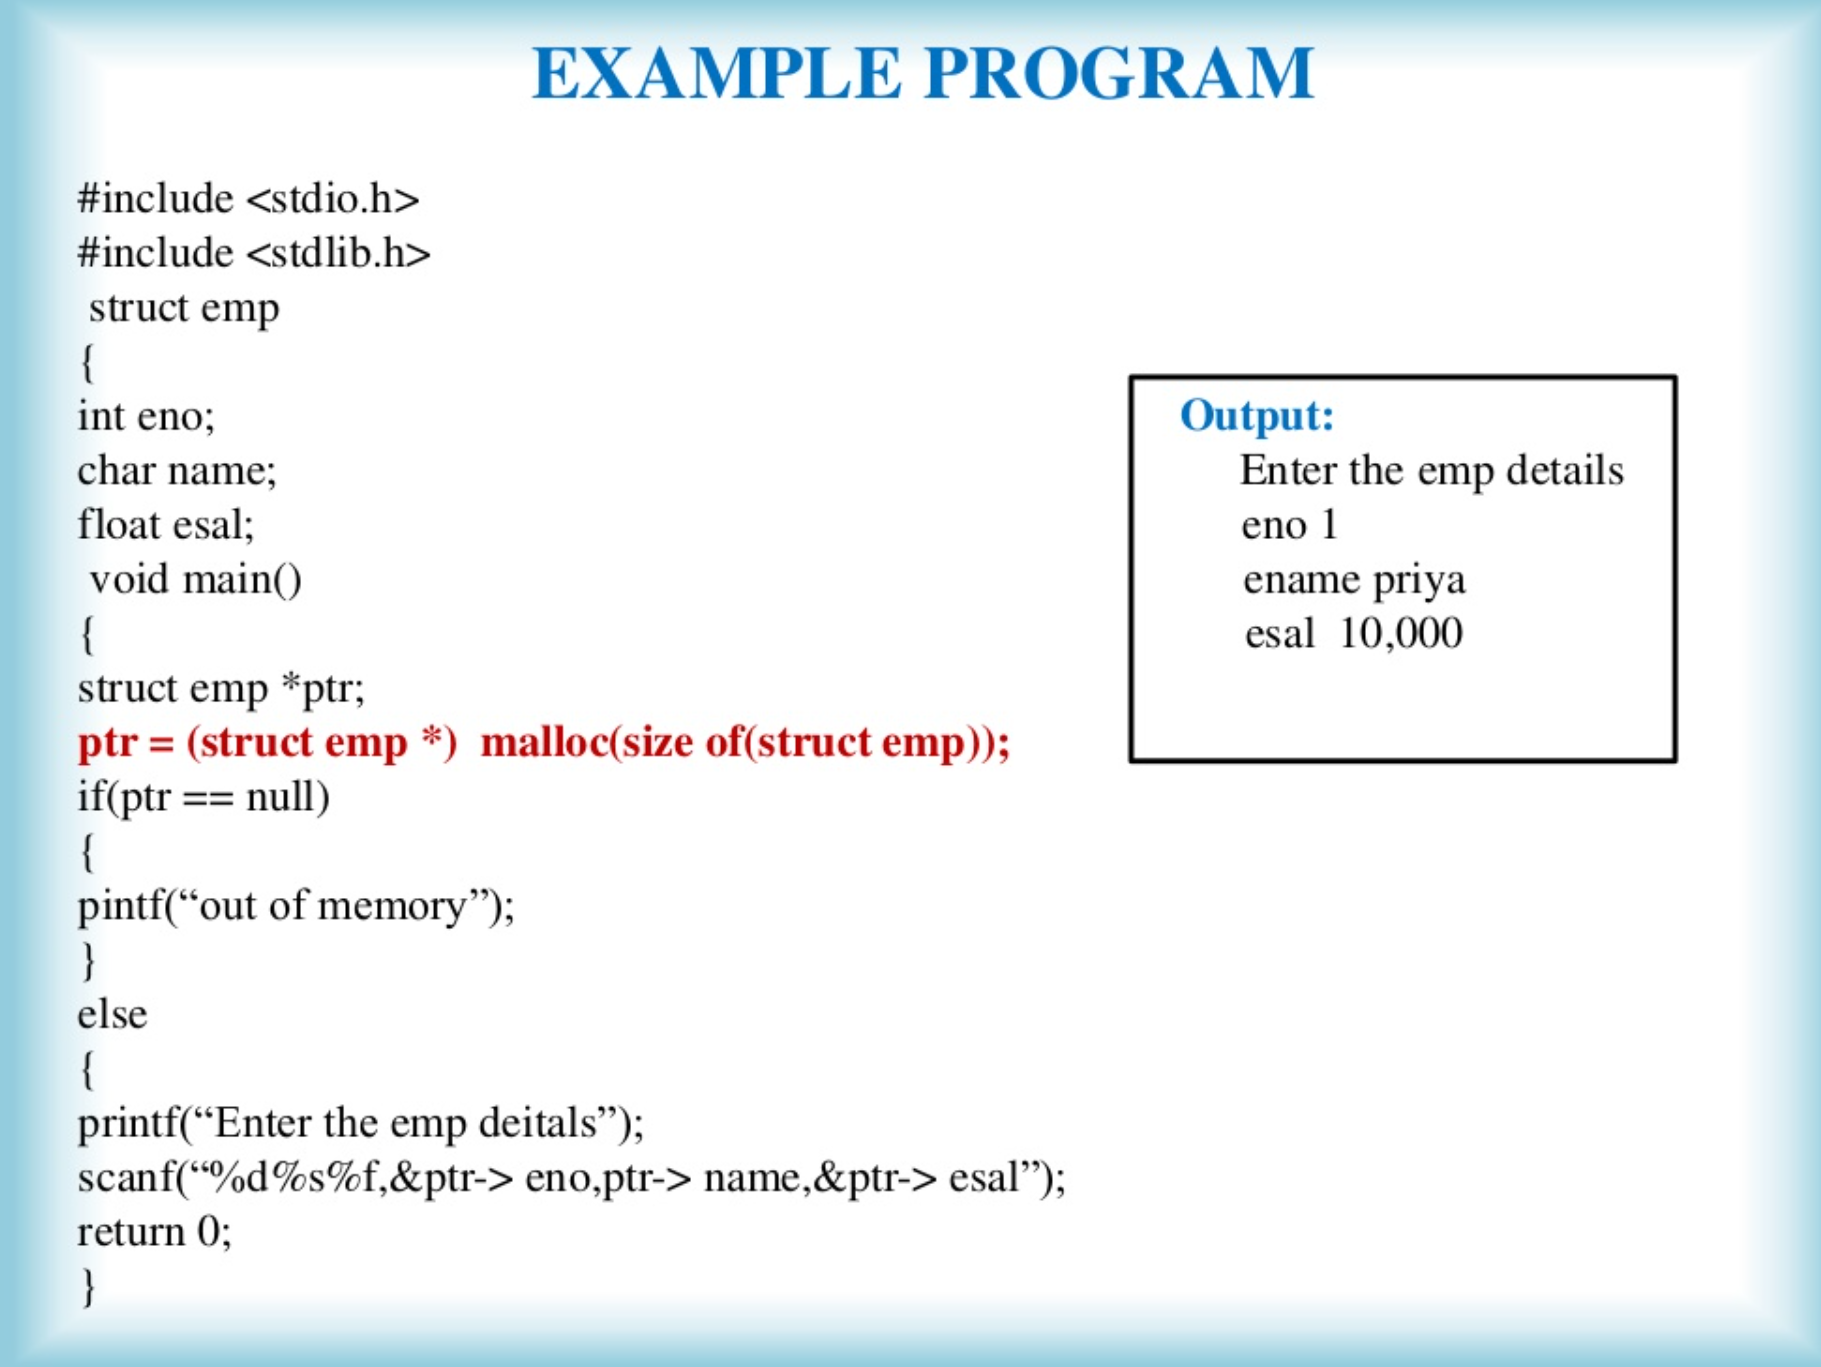 EXAMPLE PROGRAM
#include <stdio.h>
#include <stdlib.h>
struct emp
{
int eno;
char name;
float esal;
void main()
{
struct emp *ptr;
ptr = (struct emp *)  malloc(size of(struct emp));
if(ptr == null)
{
pintf(“out of memory”);
}
else
{
printf(“Enter the emp deitals”);
scanf(“%d%s%f,&ptr-> eno,ptr-> name,&ptr-> esal”);
return 0;
}
Output:
Enter the emp details
eno 1
ename priya
esal  10,000